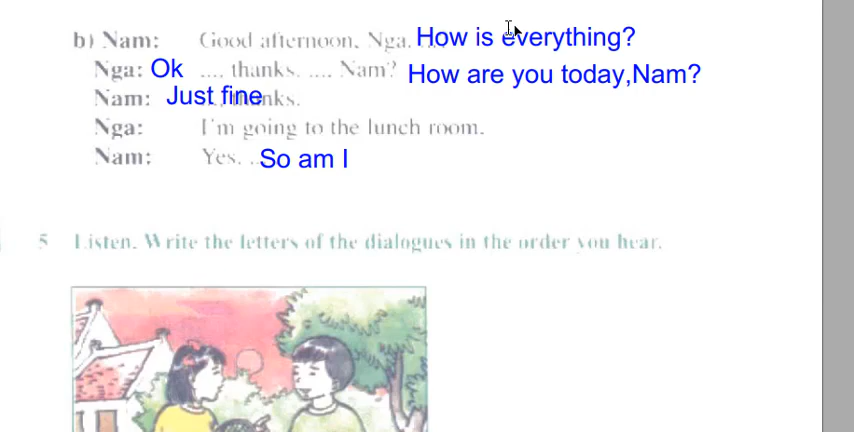 b) Nam: Good afternoon, Nga. .... How is everything?
Nga: Ok .... thanks. .... Nam? How are you today,Nam?
Nam: Just fine thanks.
Nga: I'm going to the lunch room.
Nam: Yes. .. So am I
5 Listen. Write the letters of the dialogues in the order you hear.